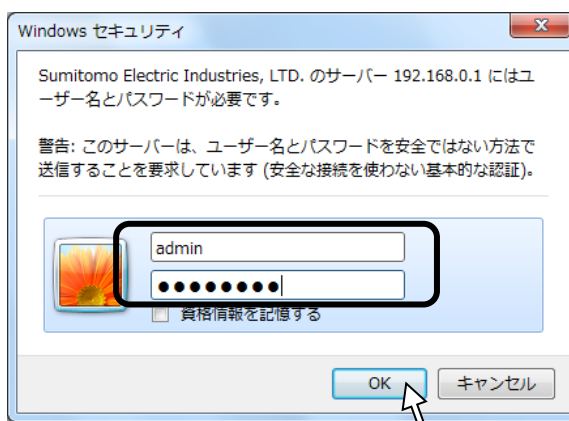 Windows セキュリティ
Sumitomo Electric Industries, LTD. のサーバー 192.168.0.1 にはユ
ーザー名とパスワードが必要です。
警告: このサーバーは、ユーザー名とパスワードを安全ではない方法で
送信することを要求しています (安全な接続を使わない基本的な認証)。
admin
●●●●●●●●
資格情報を記憶する
OK
キャンセル